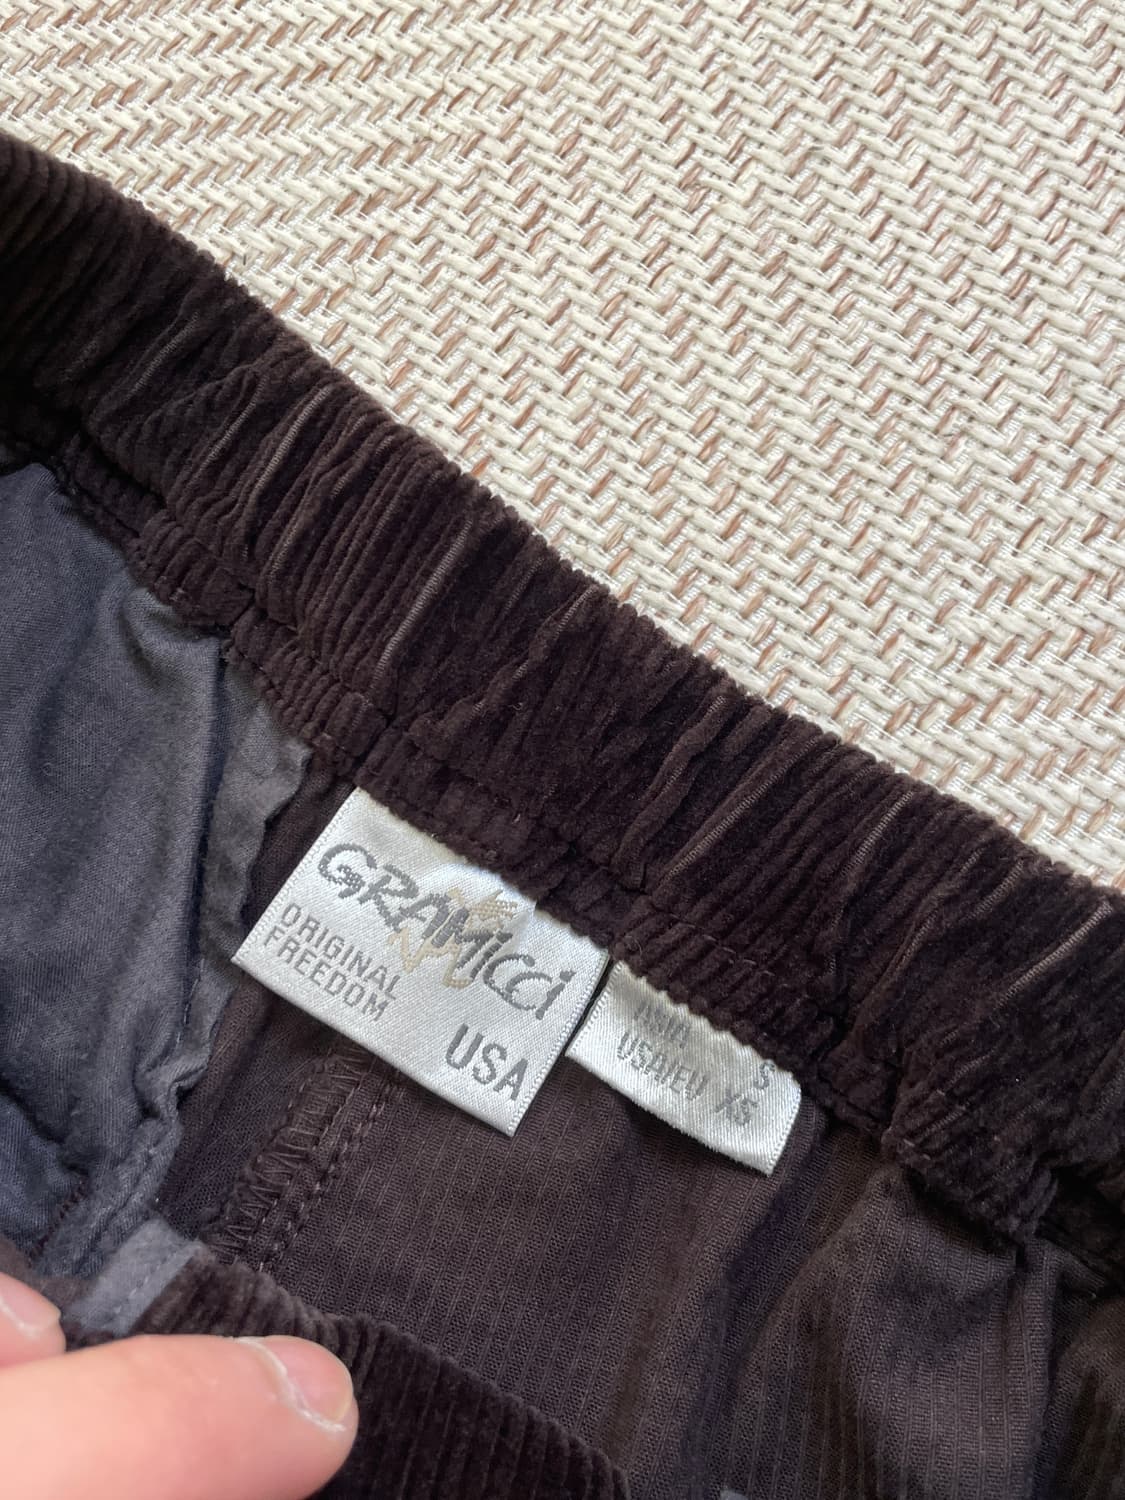 GRAMicci
ORIGINAL
FREEDOM
USA
ASIA S
USA/EU XS